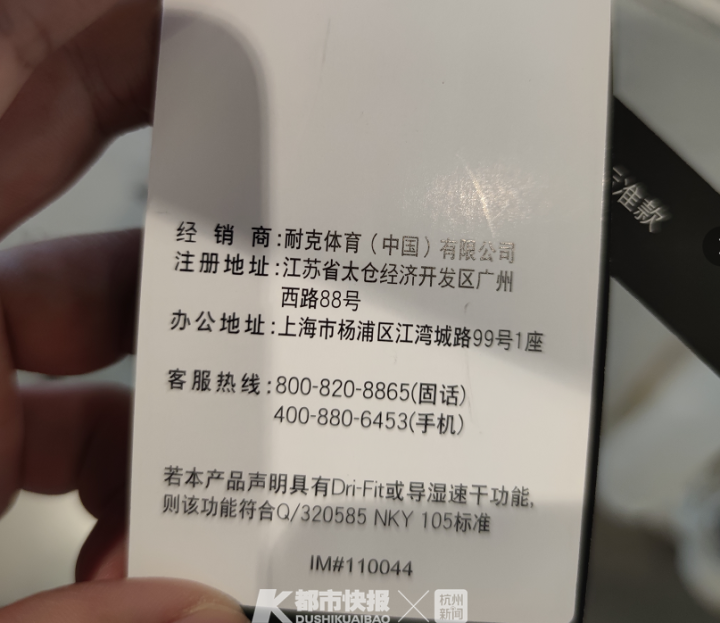 经销商:耐克体育（中国）有限公司
注册地址:江苏省太仓经济开发区广州
西路88号
办公地址:上海市杨浦区江湾城路99号1座
客服热线:800-820-8865(固话)
400-880-6453(手机)
若本产品声明具有Dri-Fit或导湿速干功能,
则该功能符合Q/320585 NKY 105标准
IM#110044
准款
都市快报
DUSHIKUAIBAO
杭州
新闻